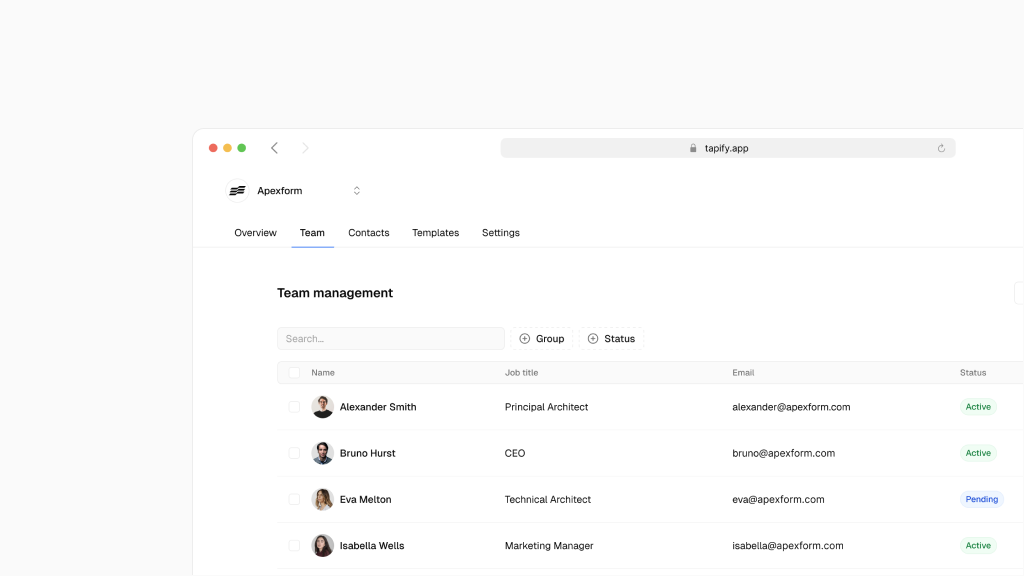 tapify.app
Apexform
Overview Team Contacts Templates Settings
Team management
Search... Group Status
Name Job title Email Status
Alexander Smith Principal Architect alexander@apexform.com Active
Bruno Hurst CEO bruno@apexform.com Active
Eva Melton Technical Architect eva@apexform.com Pending
Isabella Wells Marketing Manager isabella@apexform.com Active